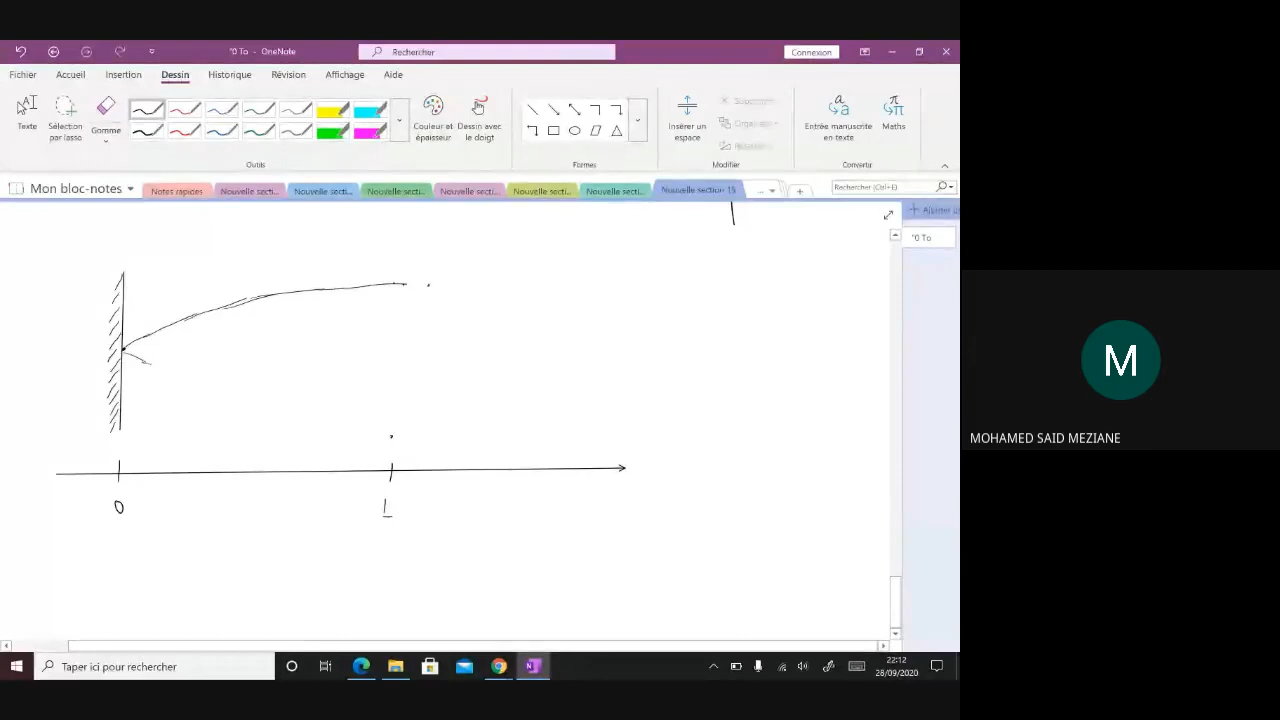 "0 To - OneNote
Rechercher
Connexion
Fichier
Accueil
Insertion
Dessin
Historique
Révision
Affichage
Aide
Texte
Sélection par lasso
Gomme
Couleur et épaisseur
Dessin avec le doigt
Insérer un espace
Supprimer
Entrée manuscrite en texte
Maths
Outils
Formes
Modifier
Convertir
Mon bloc-notes
Notes rapides
Nouvelle secti...
Nouvelle secti...
Nouvelle secti...
Nouvelle secti...
Nouvelle secti...
Nouvelle secti...
Nouvelle section 15
Rechercher (Ctrl+E)
"0 To
0
L
MOHAMED SAID MEZIANE
M
Taper ici pour rechercher
22:12
28/09/2020